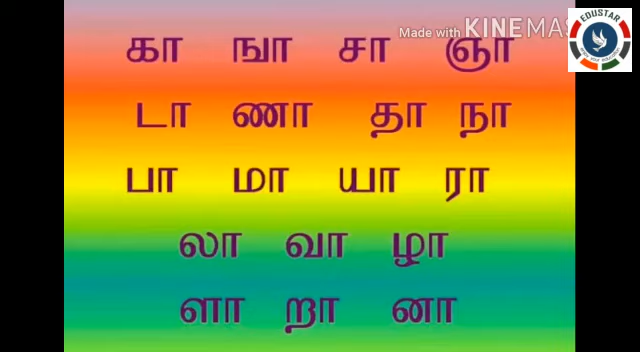 Made with KINEMAS
EDUSTAR
கா ஙா சா ஞா
டா ணா தா நா
பா மா யா ரா
லா வா ழா
ளா றா னா